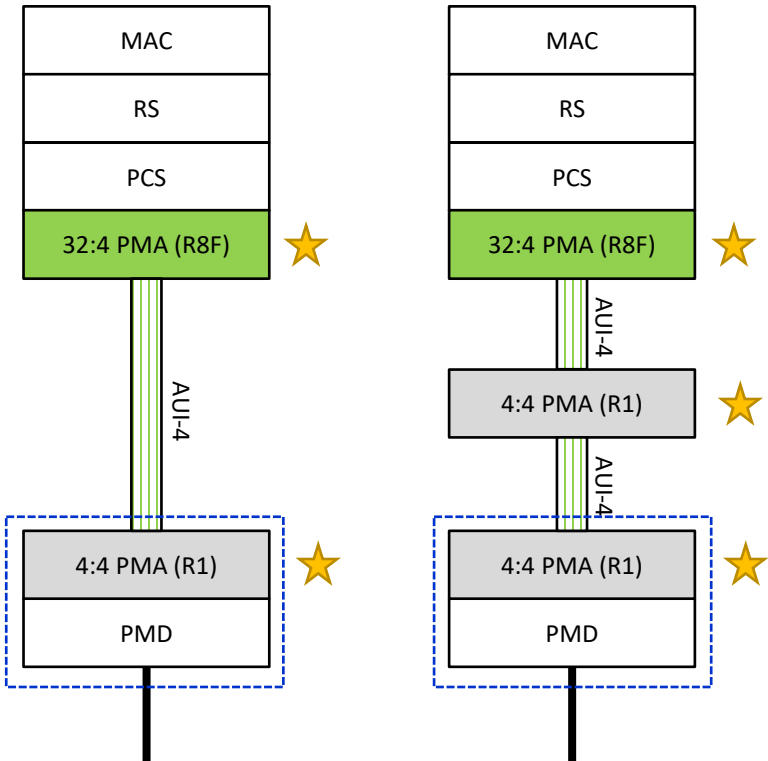 MAC
RS
PCS
32:4 PMA (R8F)
AUI-4
4:4 PMA (R1)
PMD
MAC
RS
PCS
32:4 PMA (R8F)
AUI-4
4:4 PMA (R1)
AUI-4
4:4 PMA (R1)
PMD